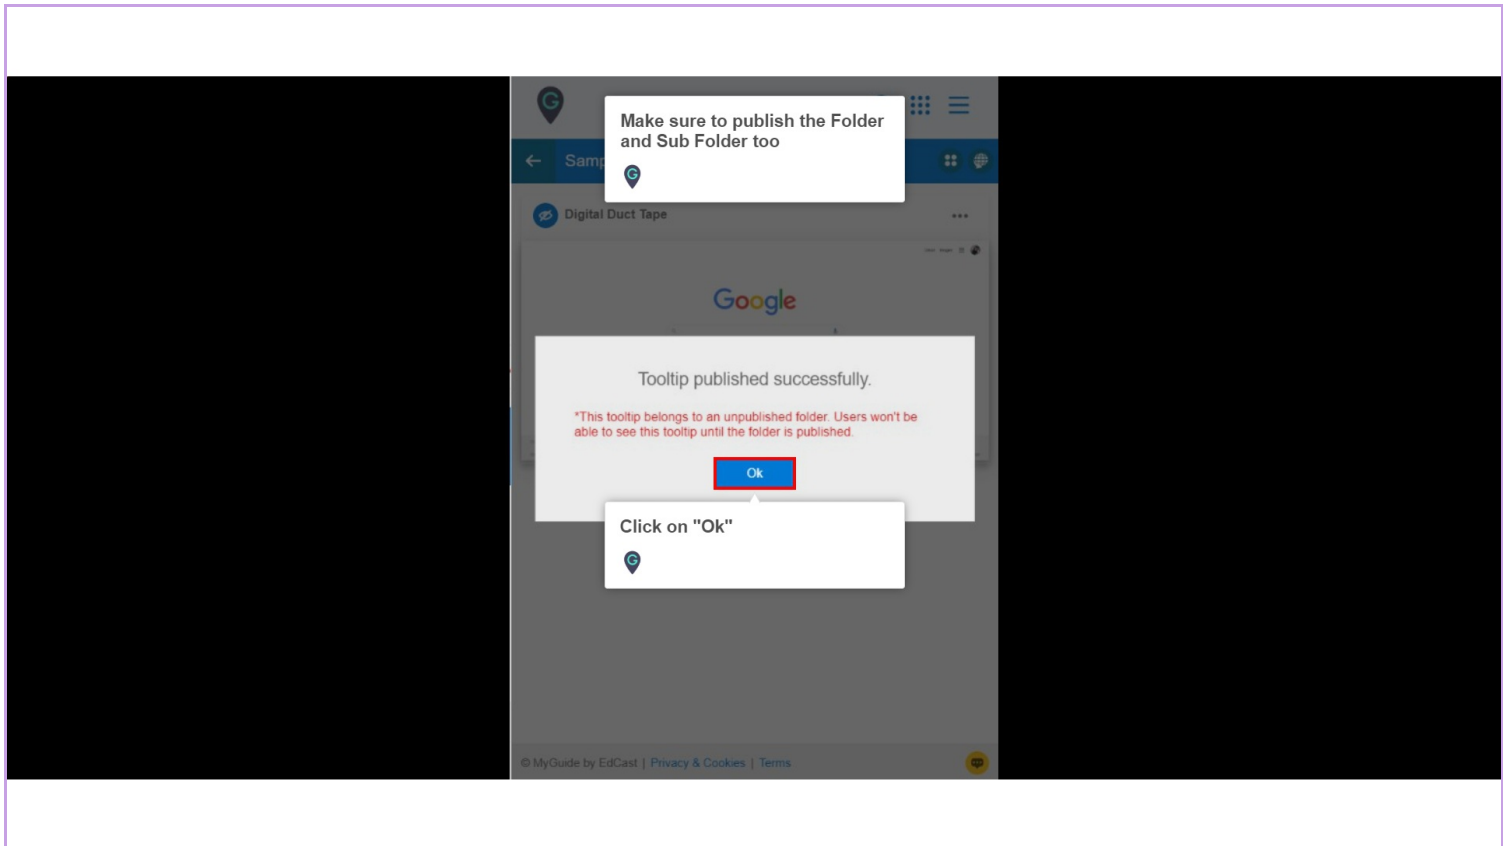 Make sure to publish the Folder
and Sub Folder too
Samp
Digital Duct Tape
Google
Tooltip published successfully.
*This tooltip belongs to an unpublished folder. Users won't be
able to see this tooltip until the folder is published.
Ok
Click on "Ok"
© MyGuide by EdCast | Privacy & Cookies | Terms